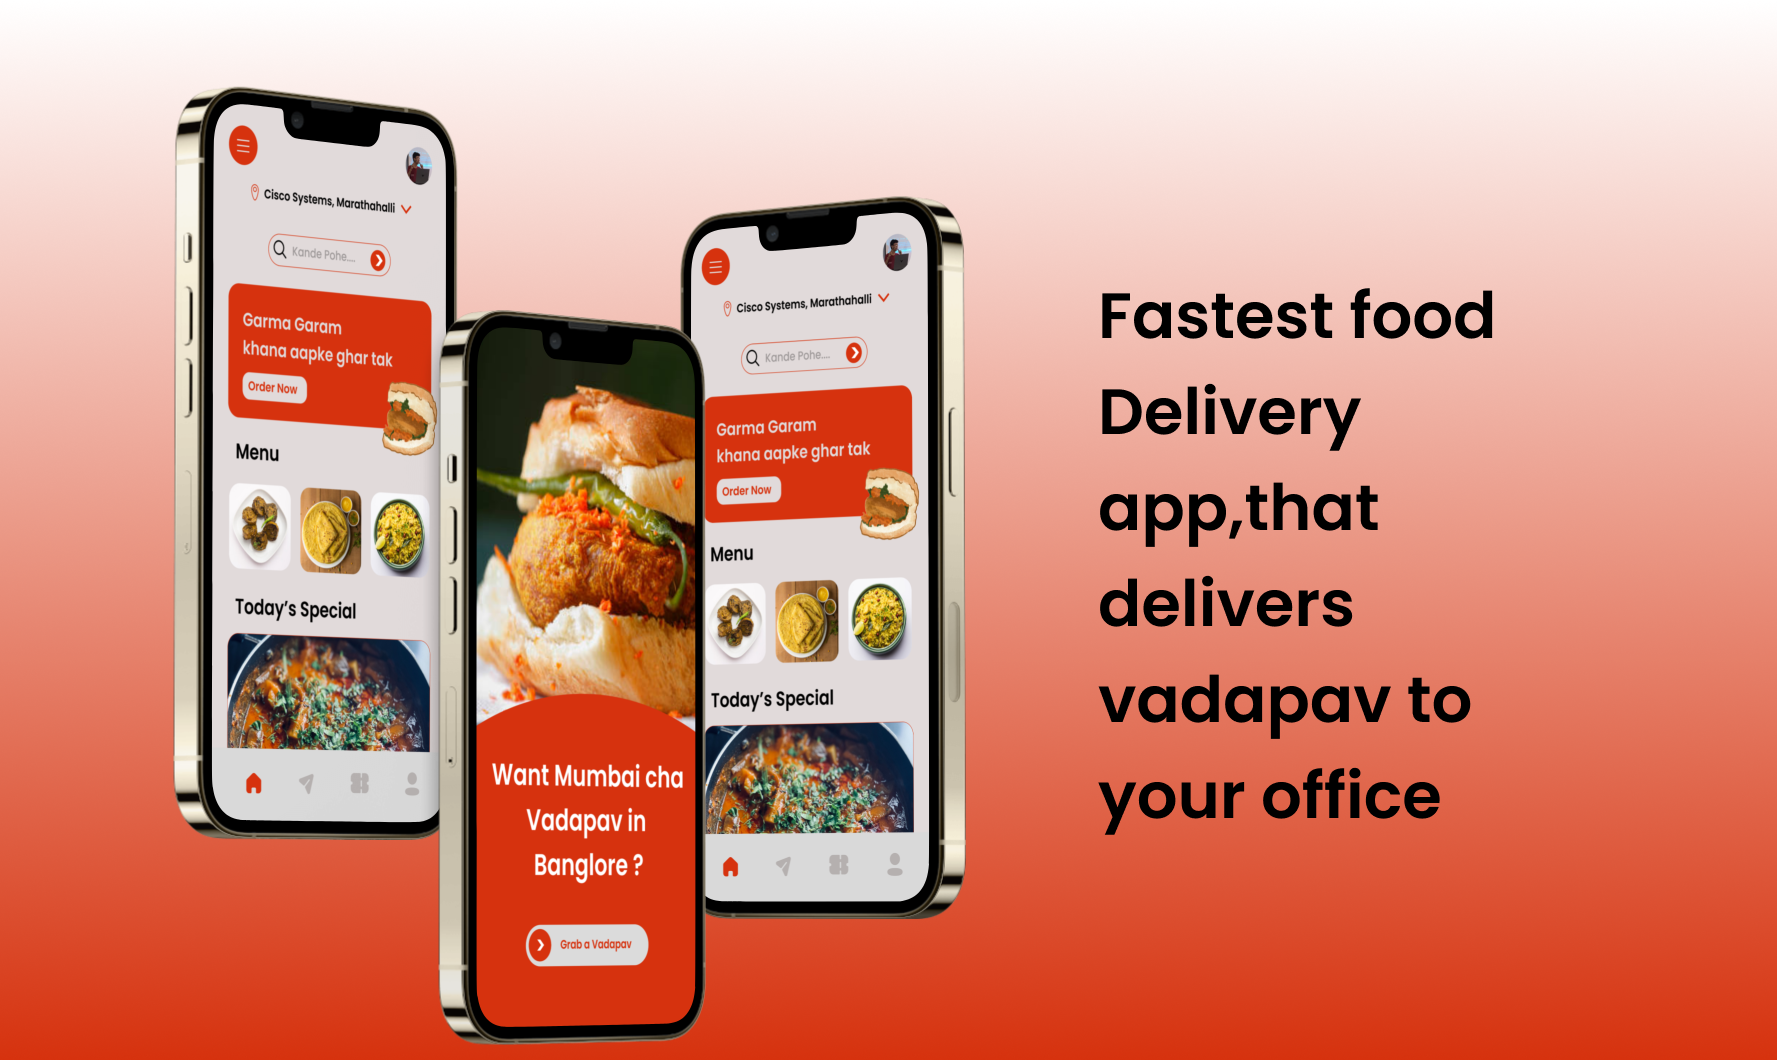 Cisco Systems, Marathahalli
Kande Pohe....
Garma Garam
khana aapke ghar tak
Order Now
Menu
Today's Special
Want Mumbai cha
Vadapav in
Banglore ?
Grab a Vadapav
Cisco Systems, Marathahalli
Kande Pohe....
Garma Garam
khana aapke ghar tak
Order Now
Menu
Today's Special
Fastest food
Delivery
app,that
delivers
vadapav to
your office